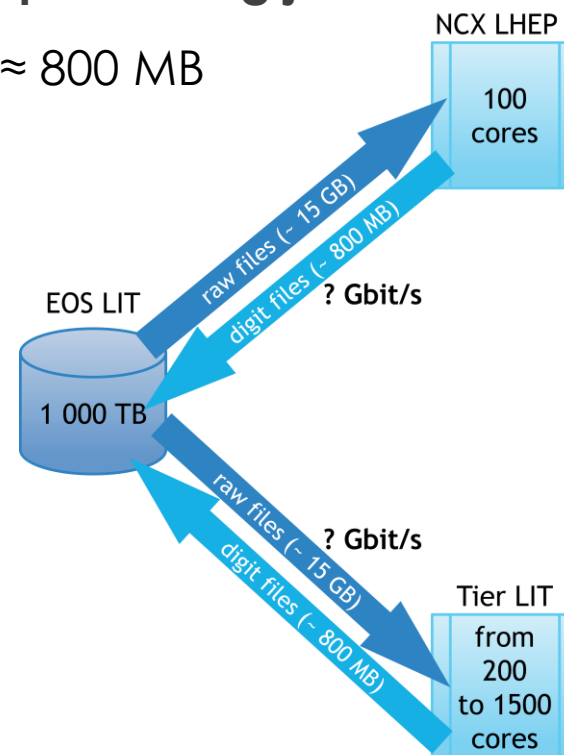 ≈ 800 MB
NCX LHEP
100
cores
raw files (~ 15 GB)
digit files (~ 800 MB)
? Gbit/s
EOS LIT
1 000 TB
raw files (~ 15 GB)
? Gbit/s
digit files (~ 800 MB)
Tier LIT
from
200
to 1500
cores